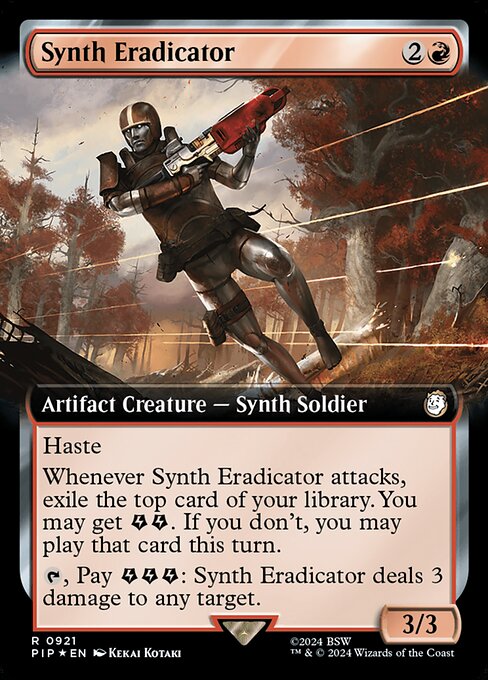 Synth Eradicator 2
Artifact Creature — Synth Soldier
Haste
Whenever Synth Eradicator attacks,
exile the top card of your library. You
may get . If you don't, you may
play that card this turn.
, Pay : Synth Eradicator deals 3
damage to any target.
3/3
R 0921
PIP ★ EN Kekai Kotaki
©2024 BSW
™ & © 2024 Wizards of the Coast